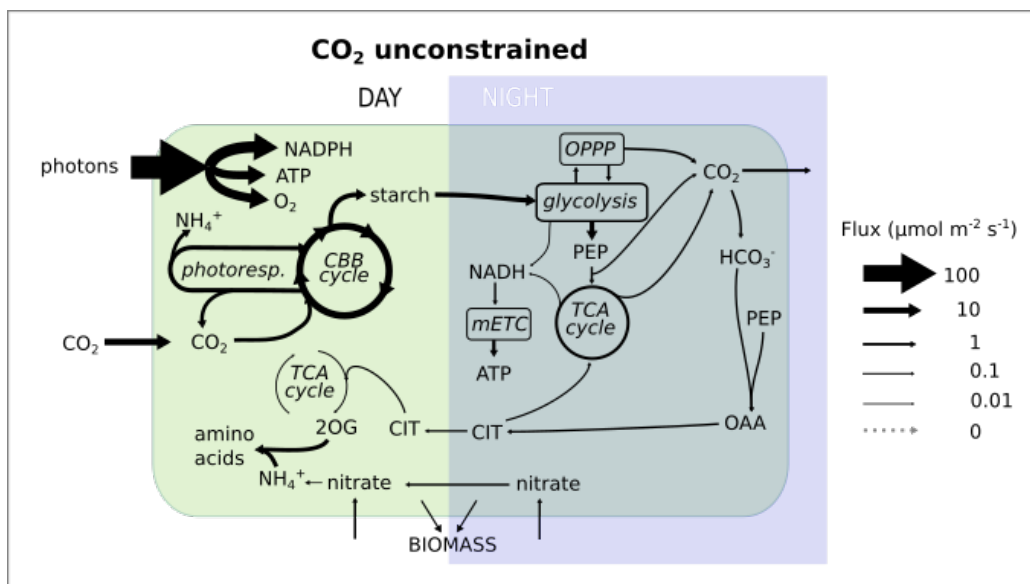 CO₂ unconstrained
DAY
NIGHT
photons
NADPH
ATP
O₂
NH₄⁺
photoresp.
CBB
cycle
starch
CO₂
CO₂
TCA
cycle
2OG
CIT
amino
acids
NH₄⁺
nitrate
BIOMASS
OPPP
glycolysis
PEP
NADH
mETC
ATP
TCA
cycle
CO₂
HCO₃⁻
PEP
OAA
CIT
nitrate
Flux (μmol m⁻² s⁻¹)
100
10
1
0.1
0.01
0